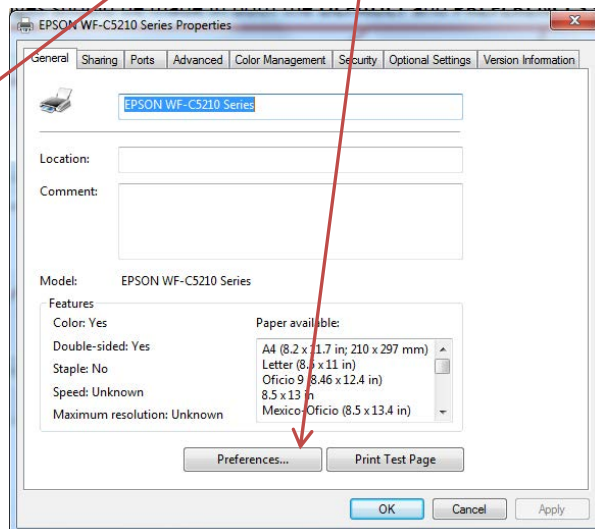 EPSON WF-C5210 Series Properties
General Sharing Ports Advanced Color Management Security Optional Settings Version Information
EPSON WF-C5210 Series
Location:
Comment:
Model: EPSON WF-C5210 Series
Features
Color: Yes
Double-sided: Yes
Staple: No
Speed: Unknown
Maximum resolution: Unknown
Paper available:
A4 (8.2 x 11.7 in; 210 x 297 mm)
Letter (8.5 x 11 in)
Oficio 9 (8.46 x 12.4 in)
8.5 x 13 in
Mexico-Oficio (8.5 x 13.4 in)
Preferences... Print Test Page
OK Cancel Apply